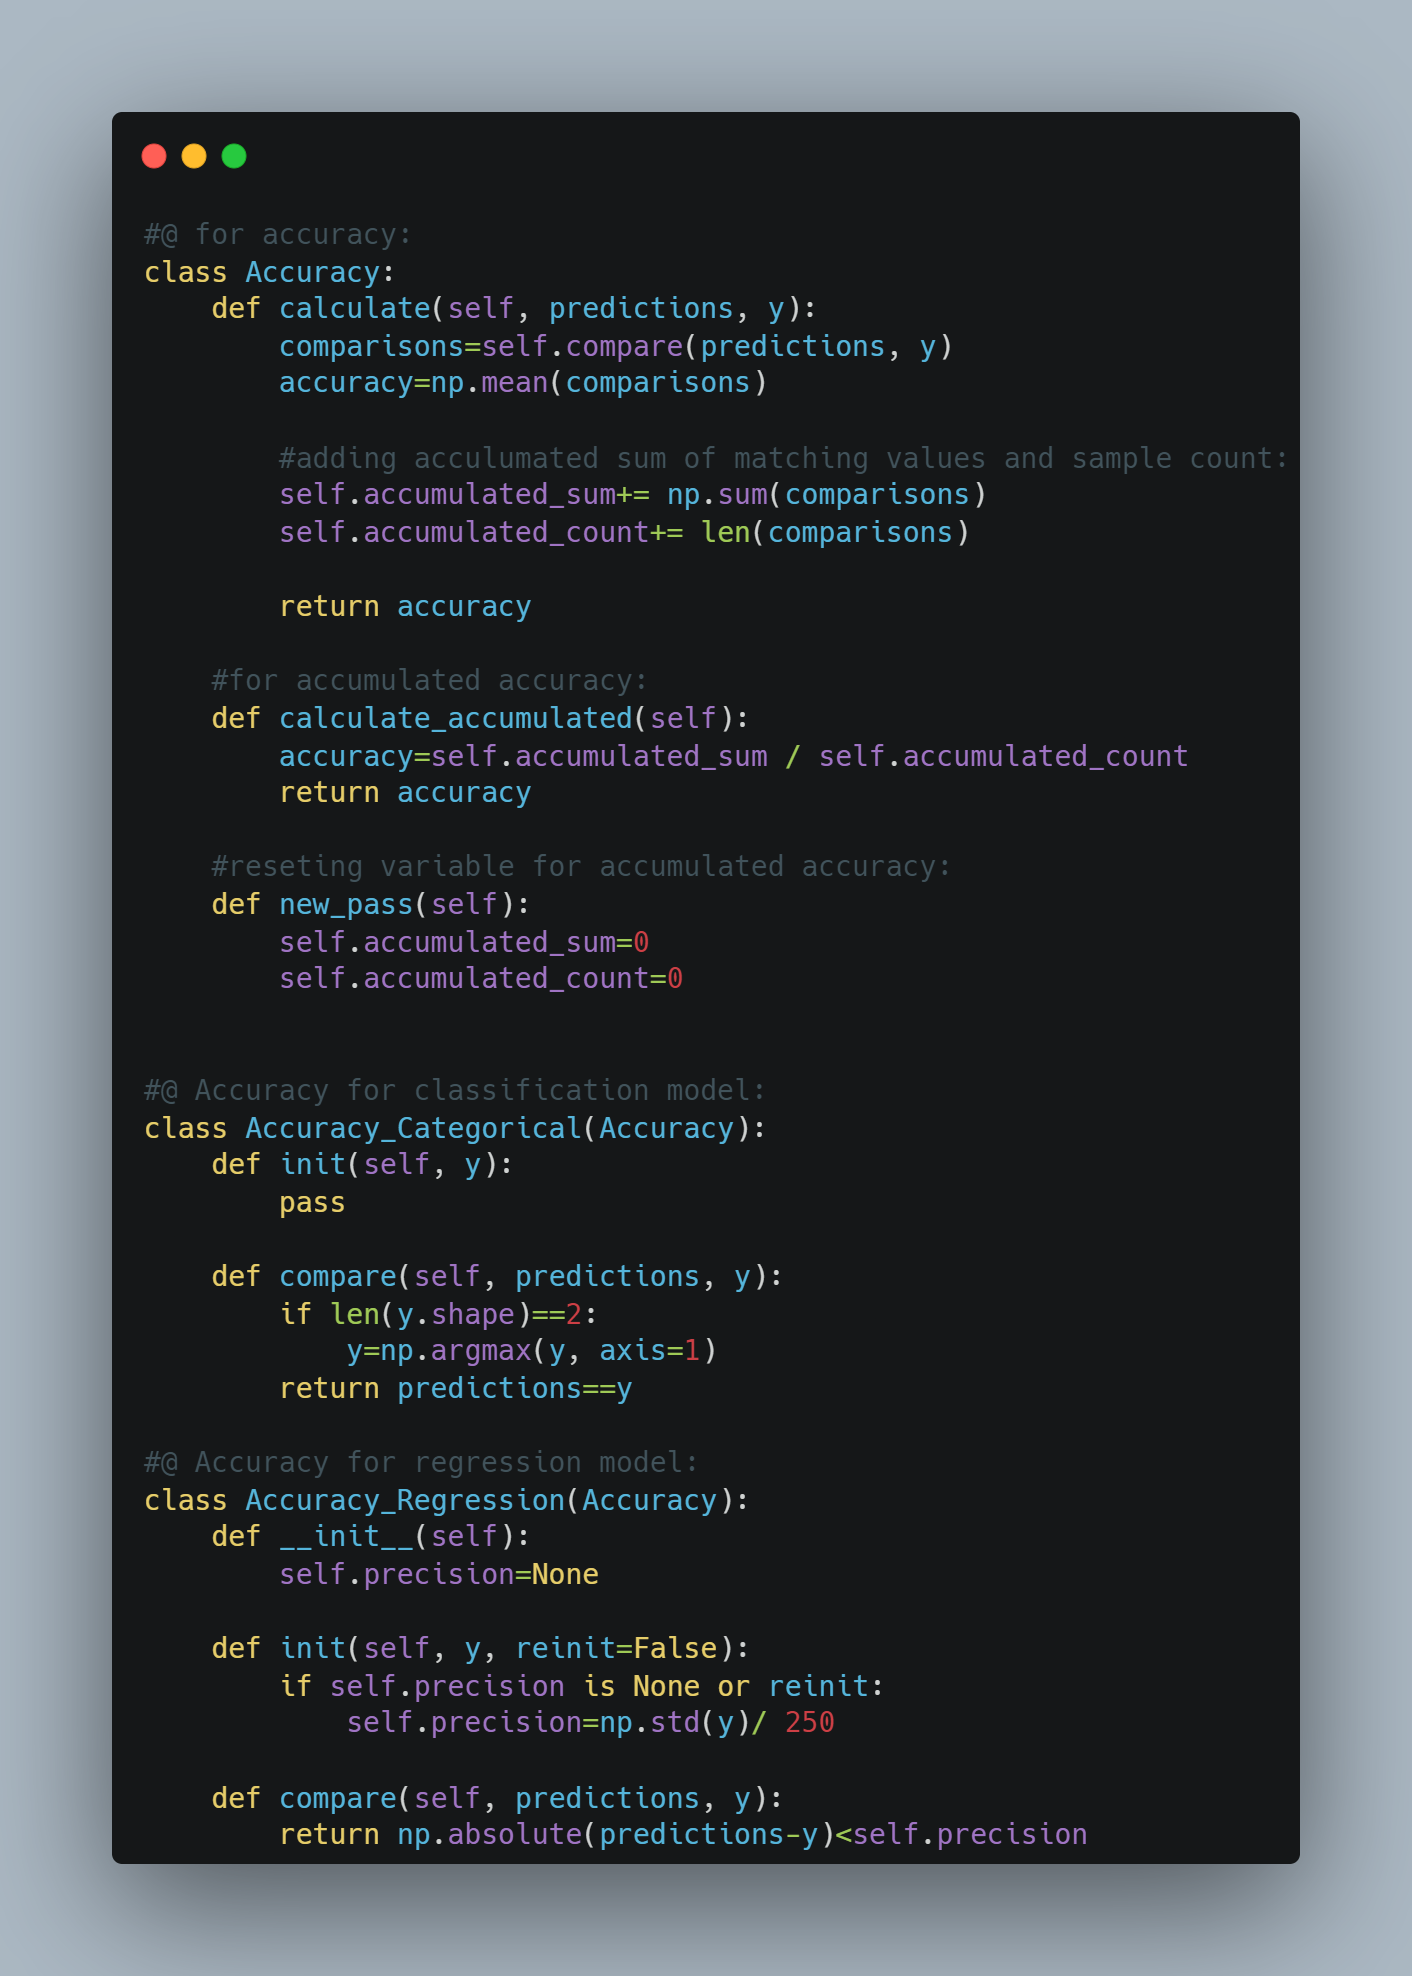 #@ for accuracy:
class Accuracy:
    def calculate(self, predictions, y):
        comparisons=self.compare(predictions, y)
        accuracy=np.mean(comparisons)

        #adding acculumated sum of matching values and sample count:
        self.accumulated_sum+= np.sum(comparisons)
        self.accumulated_count+= len(comparisons)

        return accuracy

    #for accumulated accuracy:
    def calculate_accumulated(self):
        accuracy=self.accumulated_sum / self.accumulated_count
        return accuracy

    #reseting variable for accumulated accuracy:
    def new_pass(self):
        self.accumulated_sum=0
        self.accumulated_count=0


#@ Accuracy for classification model:
class Accuracy_Categorical(Accuracy):
    def init(self, y):
        pass

    def compare(self, predictions, y):
        if len(y.shape)==2:
            y=np.argmax(y, axis=1)
        return predictions==y

#@ Accuracy for regression model:
class Accuracy_Regression(Accuracy):
    def __init__(self):
        self.precision=None

    def init(self, y, reinit=False):
        if self.precision is None or reinit:
            self.precision=np.std(y)/ 250

    def compare(self, predictions, y):
        return np.absolute(predictions-y)<self.precision